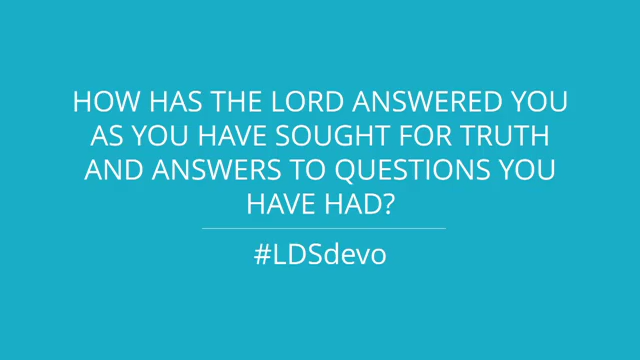 HOW HAS THE LORD ANSWERED YOU
AS YOU HAVE SOUGHT FOR TRUTH
AND ANSWERS TO QUESTIONS YOU
HAVE HAD?
#LDSdevo